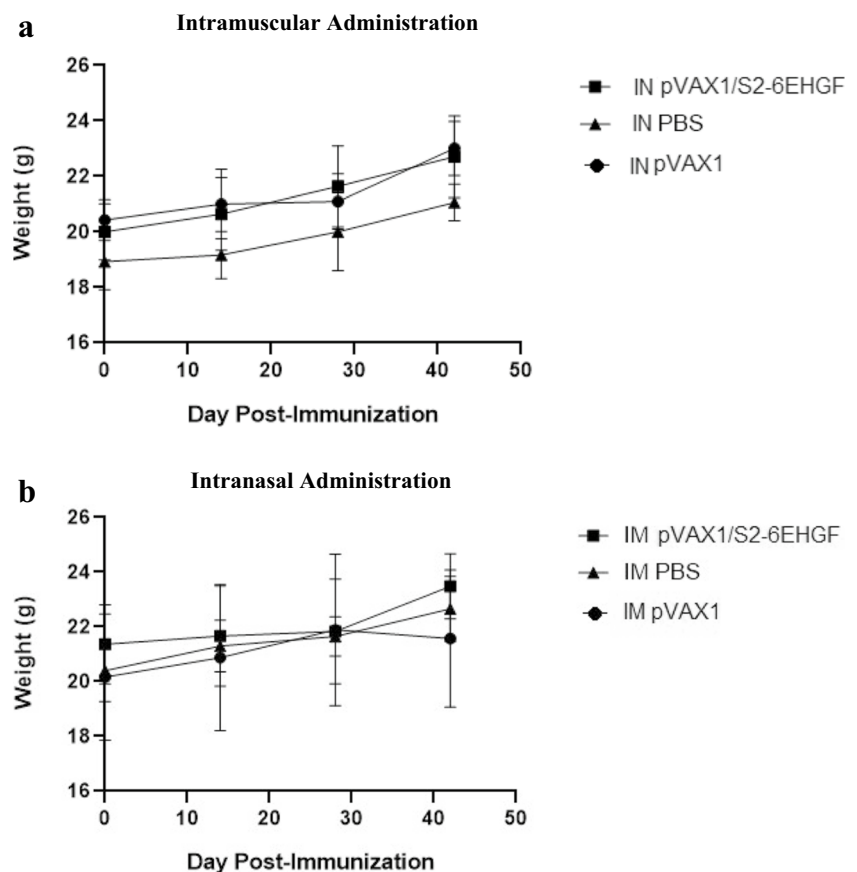 a
Intramuscular Administration
26
24
22
20
18
16
Weight (g)
0 10 20 30 40 50
Day Post-Immunization
IN pVAX1/S2-6EHGF
IN PBS
IN pVAX1
b
Intranasal Administration
26
24
22
20
18
16
Weight (g)
0 10 20 30 40 50
Day Post-Immunization
IM pVAX1/S2-6EHGF
IM PBS
IM pVAX1